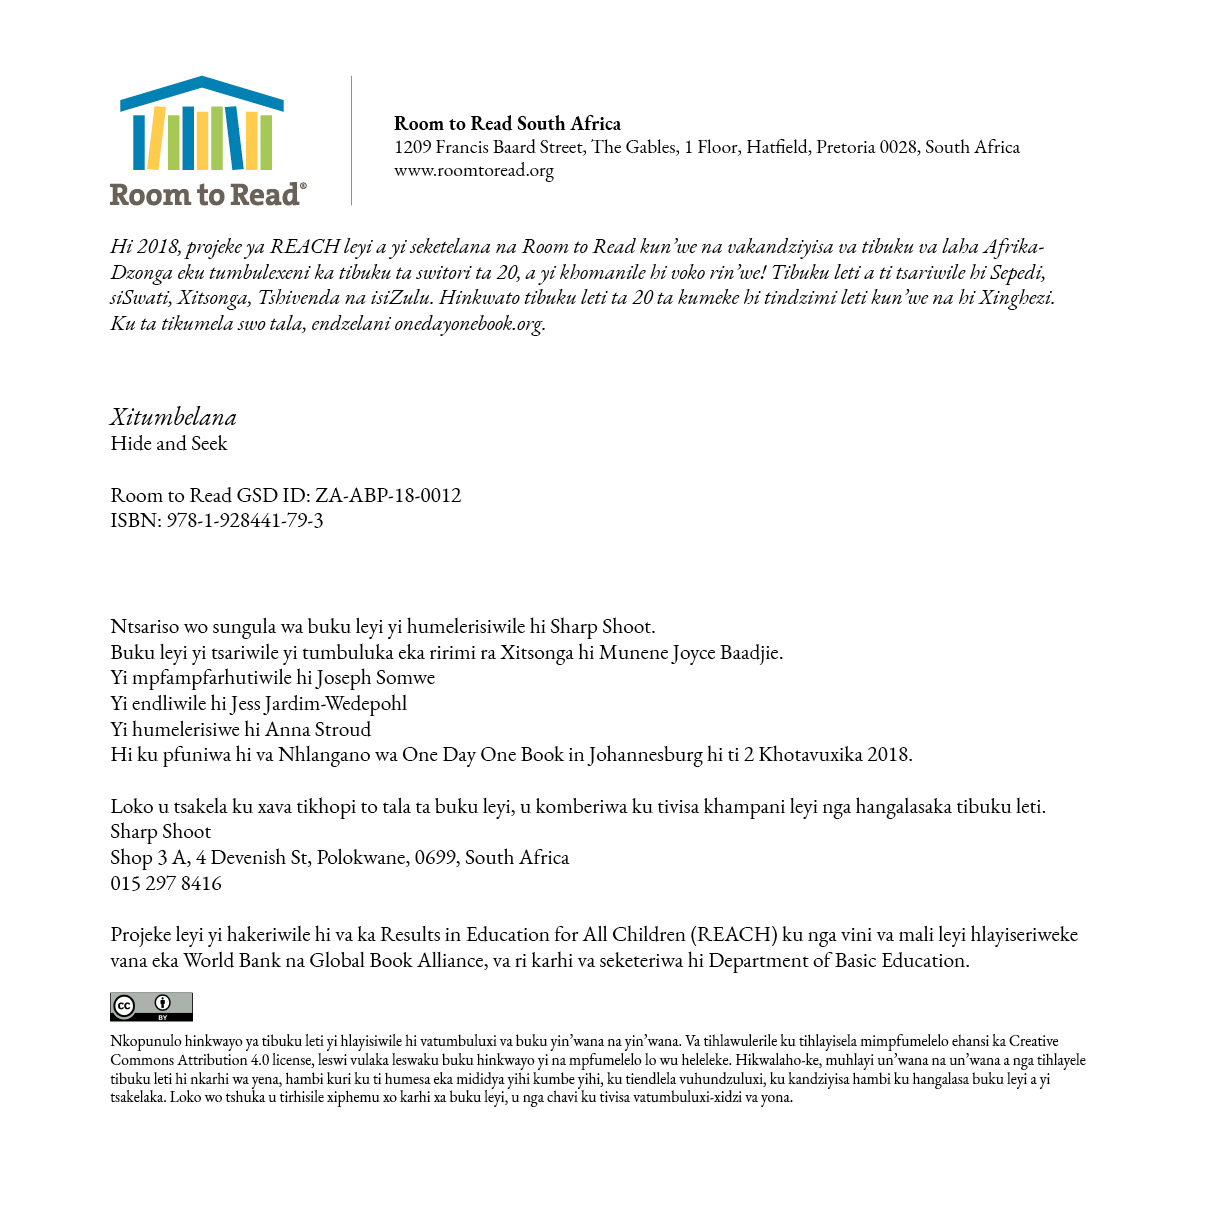 Room to Read®
Room to Read South Africa
1209 Francis Baard Street, The Gables, 1 Floor, Hatfield, Pretoria 0028, South Africa
www.roomtoread.org
Hi 2018, projeke ya REACH leyi a yi seketelana na Room to Read kun’we na vakandziyisa va tibuku va laha Afrika-
Dzonga eku tumbulexeni ka tibuku ta switori ta 20, a yi khomanile hi voko rin’we! Tibuku leti a ti tsariwile hi Sepedi,
siSwati, Xitsonga, Tshivenda na isiZulu. Hinkwato tibuku leti ta 20 ta kumeke hi tindzimi leti kun’we na hi Xinghezi.
Ku ta tikumela swo tala, endzelani onedayonebook.org.
Xitumbelana
Hide and Seek
Room to Read GSD ID: ZA-ABP-18-0012
ISBN: 978-1-928441-79-3
Ntsariso wo sungula wa buku leyi yi humelerisiwile hi Sharp Shoot.
Buku leyi yi tsariwile yi tumbuluka eka ririmi ra Xitsonga hi Munene Joyce Baadjie.
Yi mpfampfarhutiwile hi Joseph Somwe
Yi endliwile hi Jess Jardim-Wedepohl
Yi humelerisiwe hi Anna Stroud
Hi ku pfuniwa hi va Nhlangano wa One Day One Book in Johannesburg hi ti 2 Khotavuxika 2018.
Loko u tsakela ku xava tikhopi to tala ta buku leyi, u komberiwa ku tivisa khampani leyi nga hangalasaka tibuku leti.
Sharp Shoot
Shop 3 A, 4 Devenish St, Polokwane, 0699, South Africa
015 297 8416
Projeke leyi yi hakeriwile hi va ka Results in Education for All Children (REACH) ku nga vini va mali leyi hlayiseriweke
vana eka World Bank na Global Book Alliance, va ri karhi va seketeriwa hi Department of Basic Education.
cc BY
Nkopunulo hinkwayo ya tibuku leti yi hlayisiwile hi vatumbuluxi va buku yin’wana na yin’wana. Va tihlawulerile ku tihlayisela mimpfumelelo ehansi ka Creative
Commons Attribution 4.0 license, leswi vulaka leswaku buku hinkwayo yi na mpfumelelo lo wu heleleke. Hikwalaho-ke, muhlayi un’wana na un’wana a nga tihlayele
tibuku leti hi nkarhi wa yena, hambi kuri ku ti humesa eka mididya yihi kumbe yihi, ku tiendlela vuhundzuluxi, ku kandziyisa hambi ku hangalasa buku leyi a yi
tsakelaka. Loko wo tshuka u tirhisile xiphemu xo karhi xa buku leyi, u nga chavi ku tivisa vatumbuluxi-xidzi va yona.